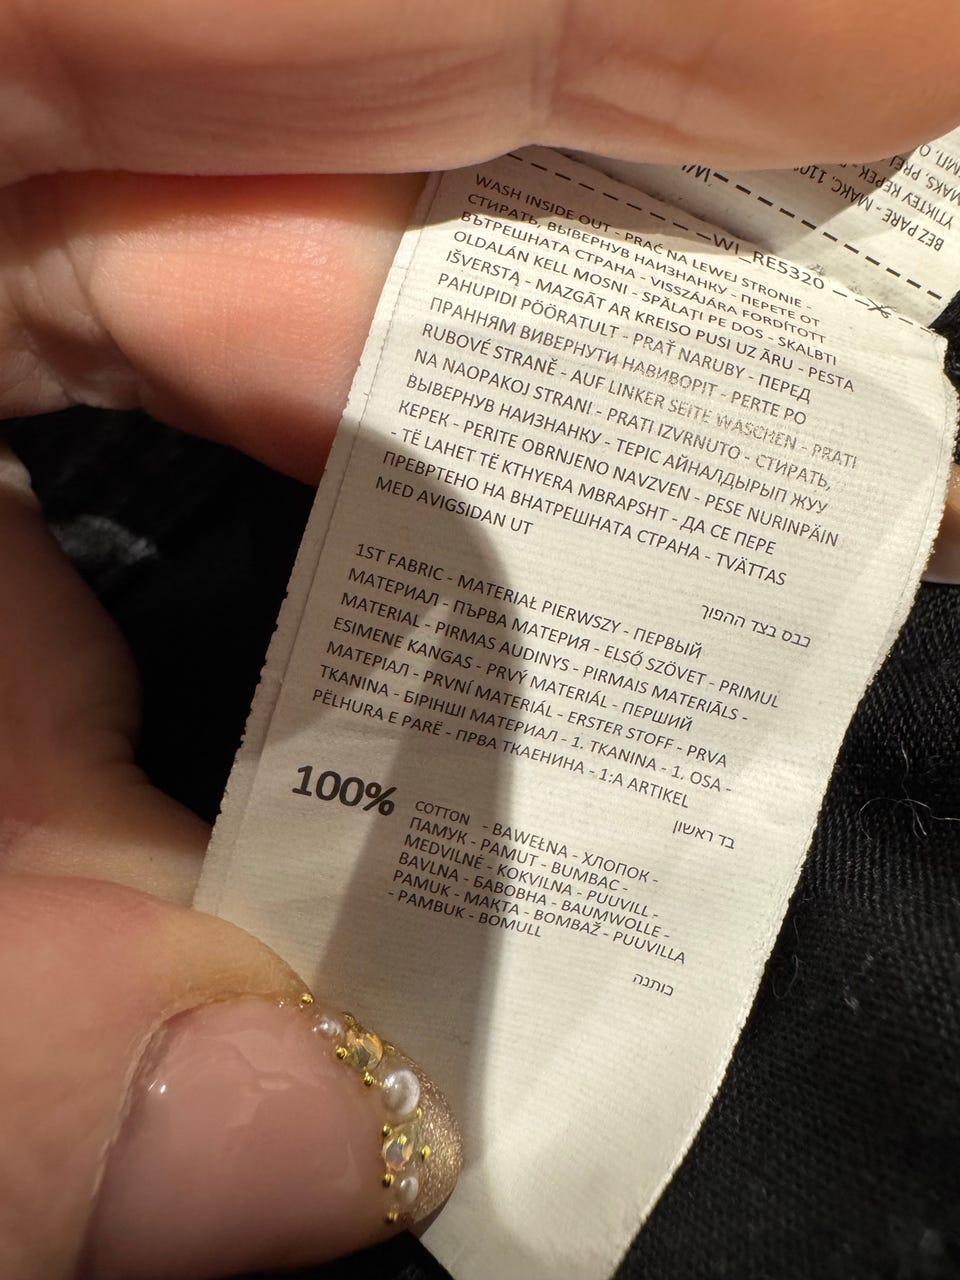 WI_RE5320
WASH INSIDE OUT - PRAĆ NA LEWEJ STRONIE -
СТИРАТЬ, ВЫВЕРНУВ НАИЗНАНКУ - ПЕРЕТЕ ОТ
ВЪТРЕШНАТА СТРАНА - VISSZÁJÁRA FORDÍTOTT
OLDALÁN KELL MOSNI - SPĂLAȚI PE DOS - SKALBTI
IŠVERSTĄ - MAZGĀT AR KREISO PUSI UZ ĀRU - PESTA
PAHUPIDI PÖÖRATULT - PRAŤ NARUBY - ПЕРЕД
ПРАННЯМ ВИВЕРНУТИ НАВИВОРІТ - PERTE PO
RUBOVÉ STRANĚ - AUF LINKER SEITE WASCHEN - PRATI
NA NAOPAKOJ STRANI - PRATI IZVRNUTO - СТИРАТЬ,
ВЫВЕРНУВ НАИЗНАНКУ - ТЕРІС АЙНАЛДЫРЫП ЖУУ
КЕРЕК - PERITE OBRNJENO NAVZVEN - PESE NURINPÄIN
- TË LAHET TË KTHYERA MBRAPSHT - ДА СЕ ПЕРЕ
ПРЕВРТЕНО НА ВНАТРЕШНАТА СТРАНА - TVÄTTAS
MED AVIGSIDAN UT
כבס בצד ההפוך
1ST FABRIC - MATERIAŁ PIERWSZY - ПЕРВЫЙ
МАТЕРИАЛ - ПЪРВА МАТЕРИЯ - ELSŐ SZÖVET - PRIMUL
MATERIAL - PIRMAS AUDINYS - PIRMAIS MATERIĀLS -
ESIMENE KANGAS - PRVÝ MATERIÁL - ПЕРШИЙ
МАТЕРІАЛ - PRVNÍ MATERIÁL - ERSTER STOFF - PRVA
TKANINA - БІРІНШІ МАТЕРИАЛ - 1. TKANINA - 1. OSA -
PËLHURA E PARË - ПРВА ТКАЕНИНА - 1:A ARTIKEL
בד ראשון
100% COTTON - BAWEŁNA - ХЛОПОК -
ПАМУК - PAMUT - BUMBAC -
MEDVILNĖ - KOKVILNA - PUUVILL -
BAVLNA - БАВОВНА - BAUMWOLLE -
PAMUK - МАҚТА - BOMBAŽ - PUUVILLA
- PAMBUK - BOMULL
כותנה